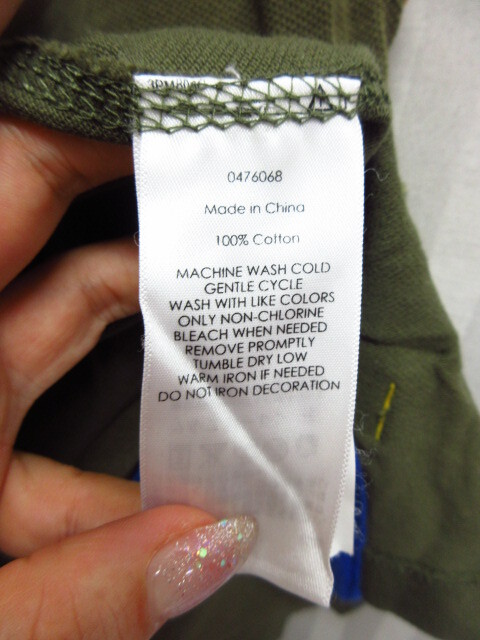 0476068
Made in China
100% Cotton
MACHINE WASH COLD
GENTLE CYCLE
WASH WITH LIKE COLORS
ONLY NON-CHLORINE
BLEACH WHEN NEEDED
REMOVE PROMPTLY
TUMBLE DRY LOW
WARM IRON IF NEEDED
DO NOT IRON DECORATION